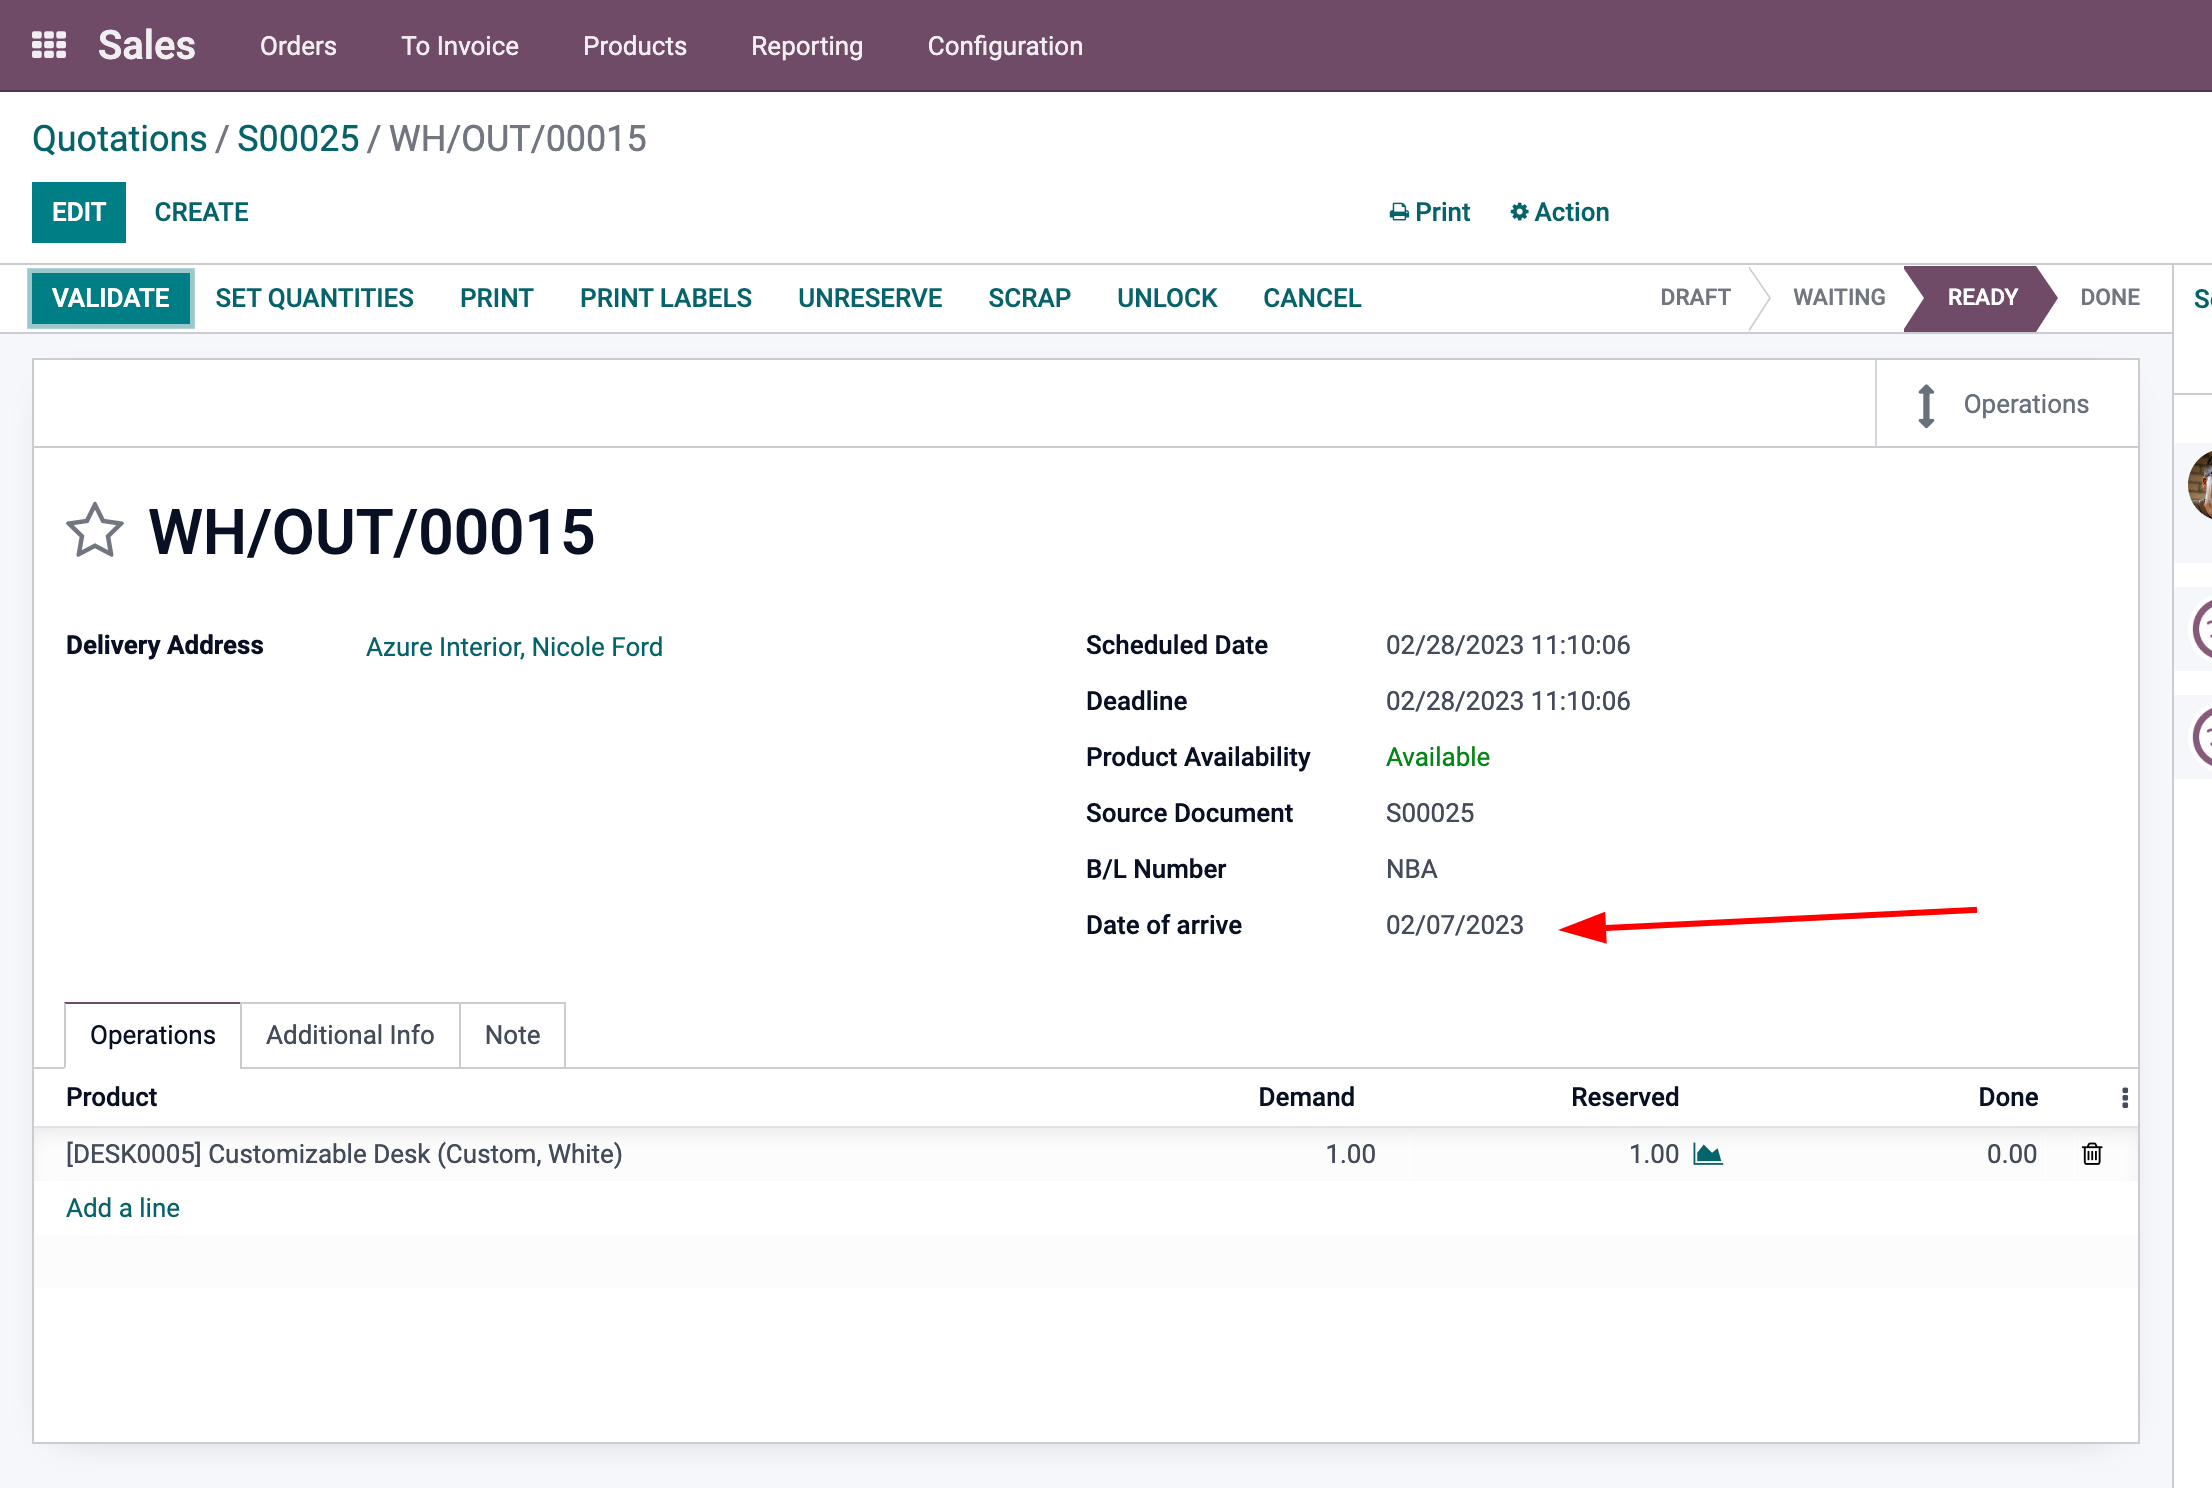 Sales Orders To Invoice Products Reporting Configuration
Quotations / S00025 / WH/OUT/00015
EDIT CREATE Print Action
VALIDATE SET QUANTITIES PRINT PRINT LABELS UNRESERVE SCRAP UNLOCK CANCEL DRAFT WAITING READY DONE
Operations
WH/OUT/00015
Delivery Address Azure Interior, Nicole Ford
Scheduled Date 02/28/2023 11:10:06
Deadline 02/28/2023 11:10:06
Product Availability Available
Source Document S00025
B/L Number NBA
Date of arrive 02/07/2023
Operations Additional Info Note
Product Demand Reserved Done
[DESK0005] Customizable Desk (Custom, White) 1.00 1.00 0.00
Add a line